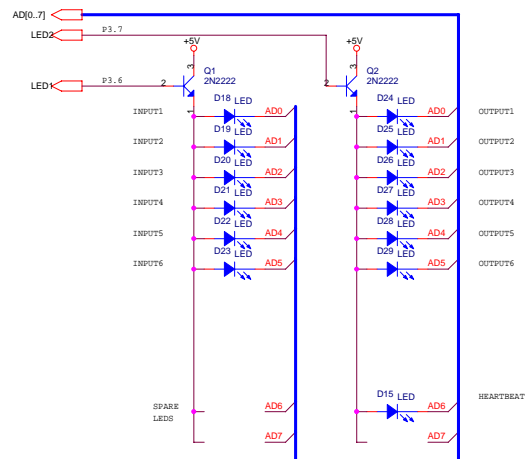 AD[0..7]
LED2 P3.7 +5V +5V
LED1 P3.6 2 3 Q1 2N2222 1 2 3 Q2 2N2222 1
INPUT1 D18 LED AD0 D24 LED AD0 OUTPUT1
INPUT2 D19 LED AD1 D25 LED AD1 OUTPUT2
INPUT3 D20 LED AD2 D26 LED AD2 OUTPUT3
INPUT4 D21 LED AD3 D27 LED AD3 OUTPUT4
INPUT5 D22 LED AD4 D28 LED AD4 OUTPUT5
INPUT6 D23 LED AD5 D29 LED AD5 OUTPUT6
SPARE AD6 D15 LED AD6 HEARTBEAT
LEDS
AD7 AD7